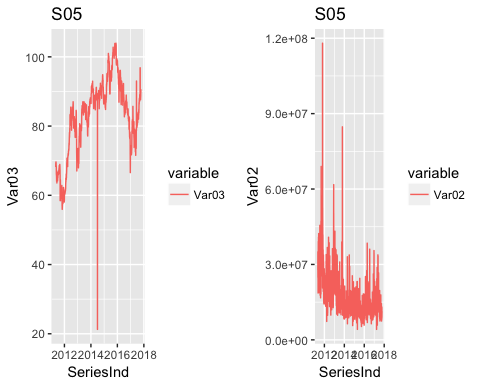 S05
100
80
60
40
20
Var03
2012 2014 2016 2018
SeriesInd
variable
Var03
S05
1.2e+08
9.0e+07
6.0e+07
3.0e+07
0.0e+00
Var02
2012 2014 2016 2018
SeriesInd
variable
Var02